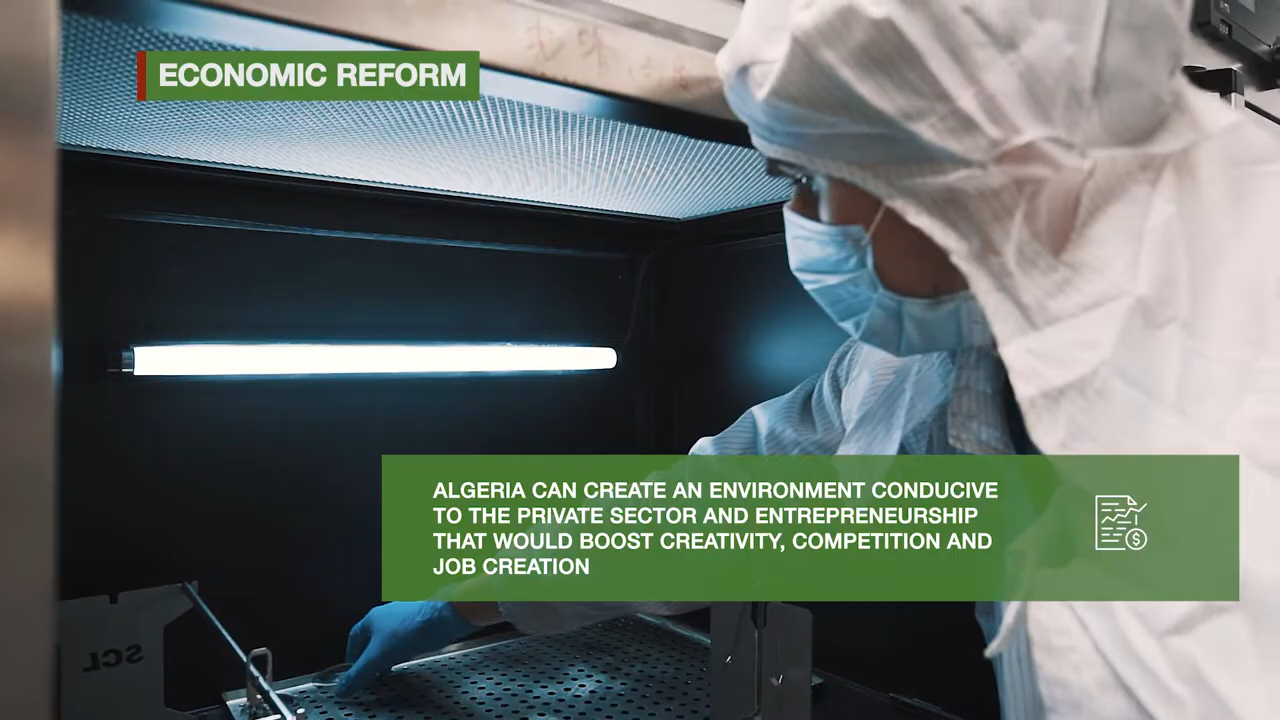 ECONOMIC REFORM
ALGERIA CAN CREATE AN ENVIRONMENT CONDUCIVE
TO THE PRIVATE SECTOR AND ENTREPRENEURSHIP
THAT WOULD BOOST CREATIVITY, COMPETITION AND
JOB CREATION
SCL